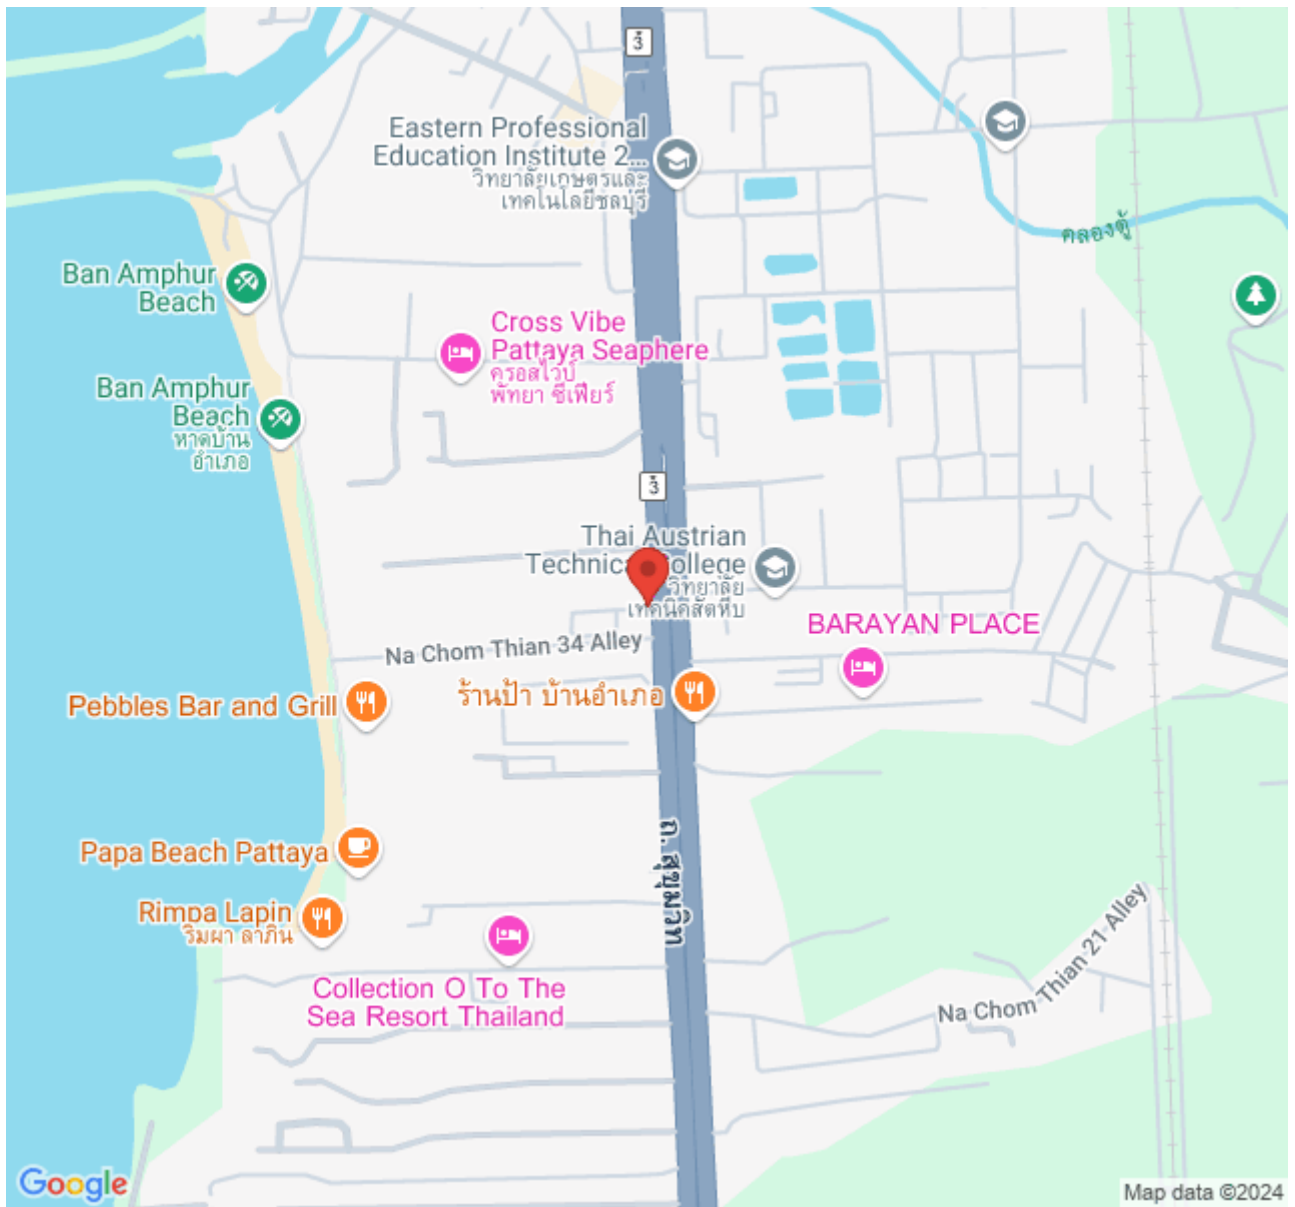 3
Eastern Professional
Education Institute 2...
วิทยาลัยเกษตรและ
เทคโนโลยีชลบุรี
คลองตู้
Ban Amphur
Beach
Cross Vibe
Pattaya Seaphere
ครอสไวบ์
พัทยา ซีเฟียร์
Ban Amphur
Beach
หาดบ้าน
อำเภอ
3
Thai Austrian
Technical College
วิทยาลัย
เทคนิคสัตหีบ
BARAYAN PLACE
Na Chom Thian 34 Alley
Pebbles Bar and Grill
ร้านป้า บ้านอำเภอ
ถ. สุขุมวิท
Papa Beach Pattaya
Rimpa Lapin
ริมผา ลาภิน
Na Chom Thian 21 Alley
Collection O To The
Sea Resort Thailand
Google
Map data ©2024